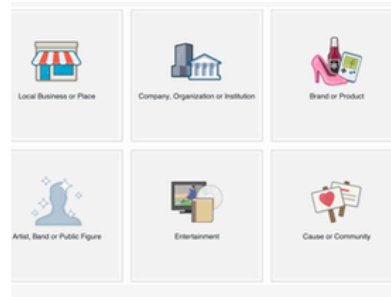 Local Business or Place
Company, Organization or Institution
Brand or Product
Artist, Band or Public Figure
Entertainment
Cause or Community